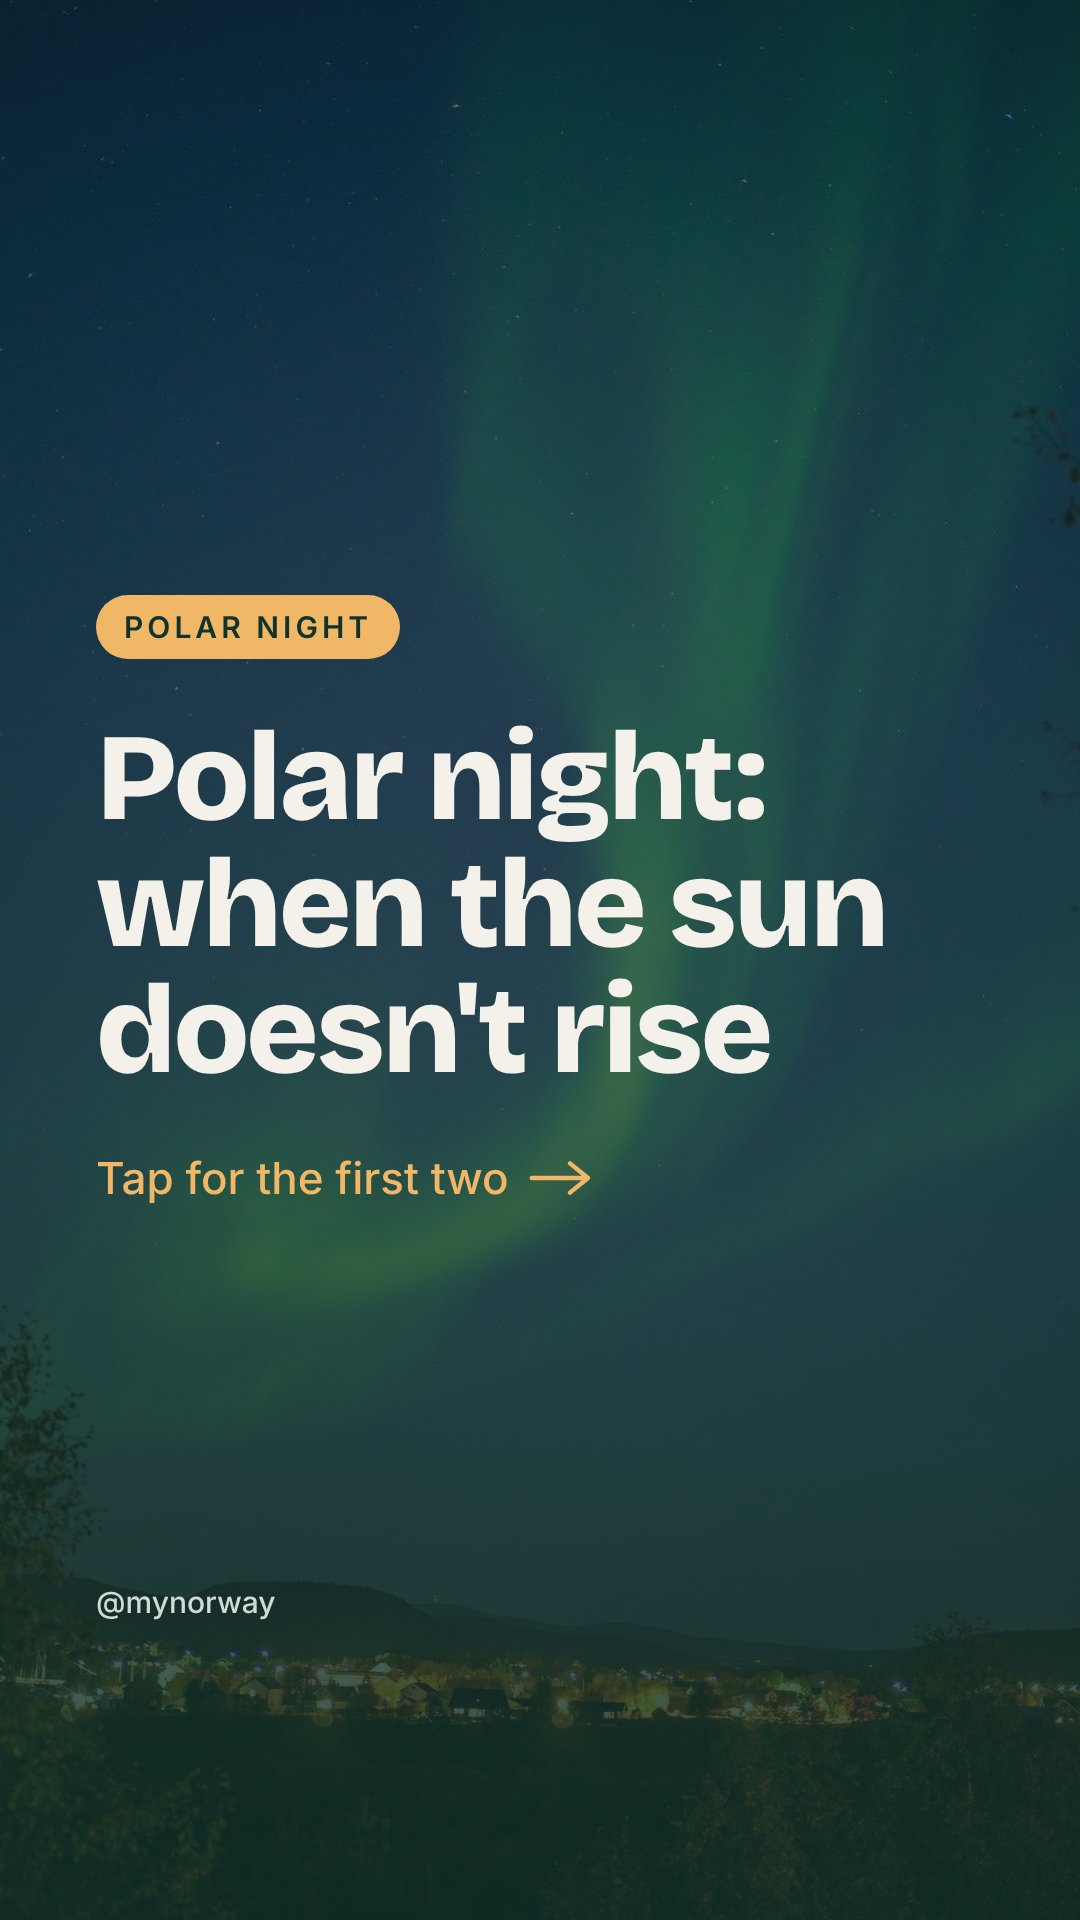 POLAR NIGHT
Polar night:
when the sun
doesn't rise
Tap for the first two →
@mynorway